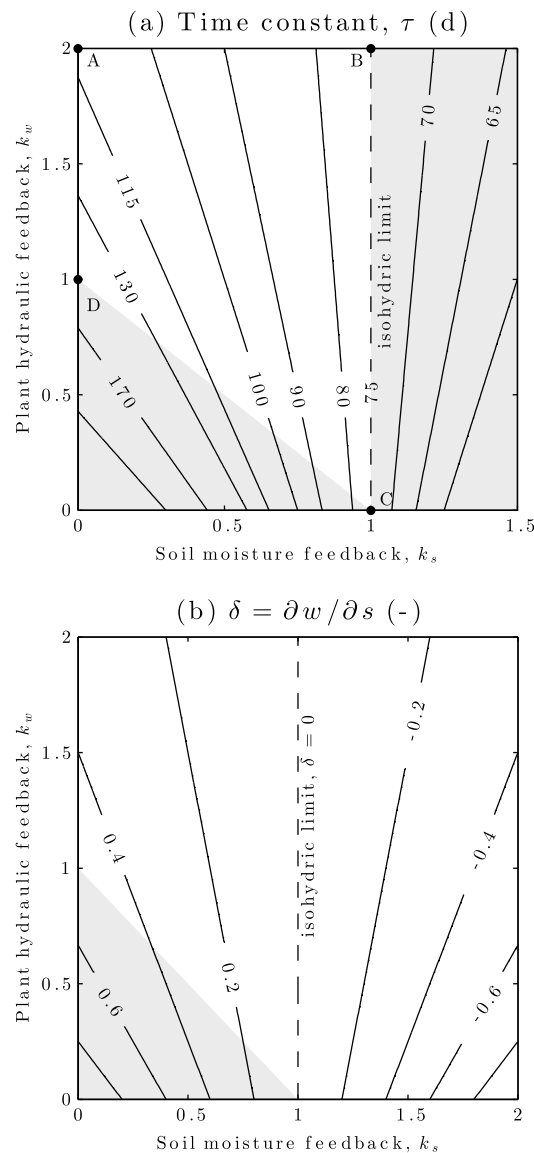 (a) Time constant, τ (d)
2
1.5
1
0.5
0
Plant hydraulic feedback, k_w
A
B
C
D
115
130
170
100
90
80
75
70
65
isohydric limit
0
0.5
1
1.5
Soil moisture feedback, k_s
(b) δ = ∂w/∂s (-)
2
1.5
1
0.5
0
Plant hydraulic feedback, k_w
0.4
0.6
0.2
isohydric limit, δ = 0
-0.2
-0.4
-0.6
0
0.5
1
1.5
2
Soil moisture feedback, k_s